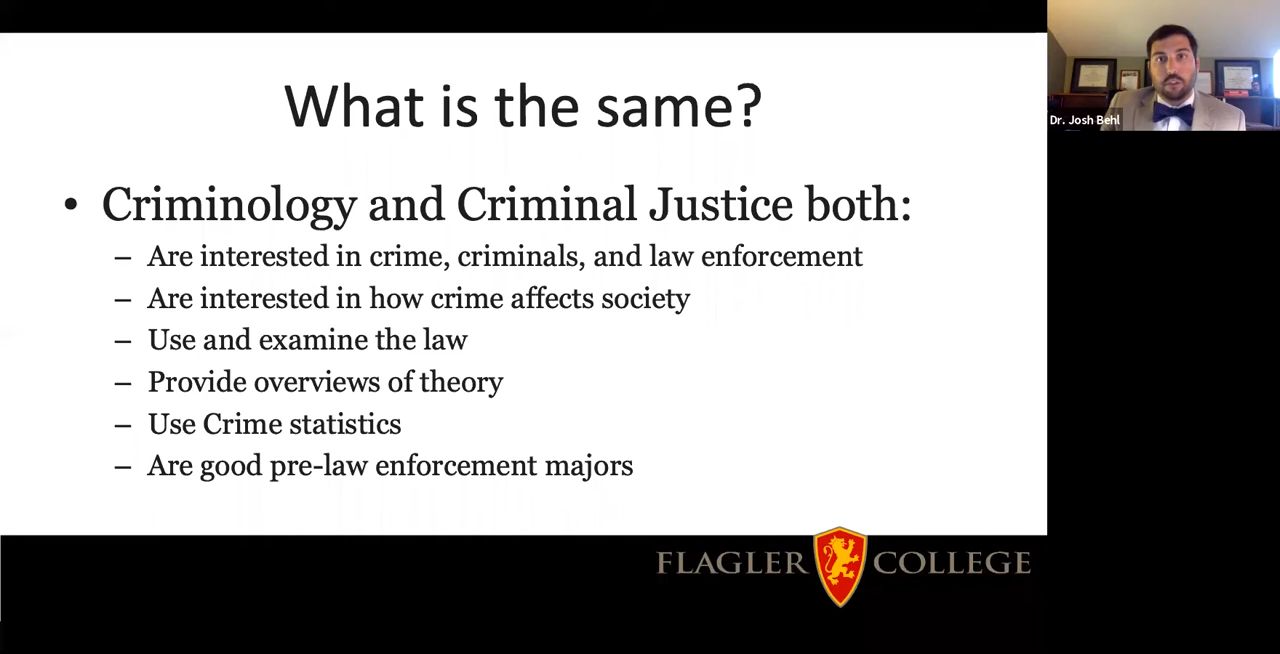 What is the same?
• Criminology and Criminal Justice both:
– Are interested in crime, criminals, and law enforcement
– Are interested in how crime affects society
– Use and examine the law
– Provide overviews of theory
– Use Crime statistics
– Are good pre-law enforcement majors
FLAGLER COLLEGE
Dr. Josh Behl